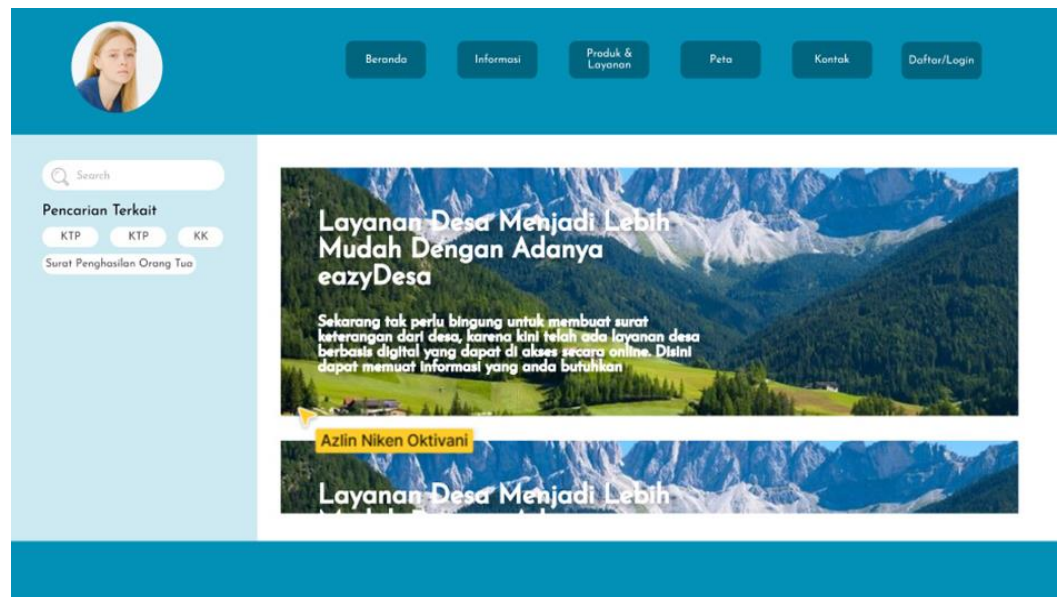 Beranda
Informasi
Produk &
Layanan
Peta
Kontak
Daftar/Login
Search
Pencarian Terkait
KTP
KTP
KK
Surat Penghasilan Orang Tua
Layanan Desa Menjadi Lebih
Mudah Dengan Adanya
eazyDesa
Sekarang tak perlu bingung untuk membuat surat
keterangan dari desa, karena kini telah ada layanan desa
berbasis digital yang dapat di akses secara online. Disini
dapat memuat informasi yang anda butuhkan
Azlin Niken Oktivani
Layanan Desa Menjadi Lebih